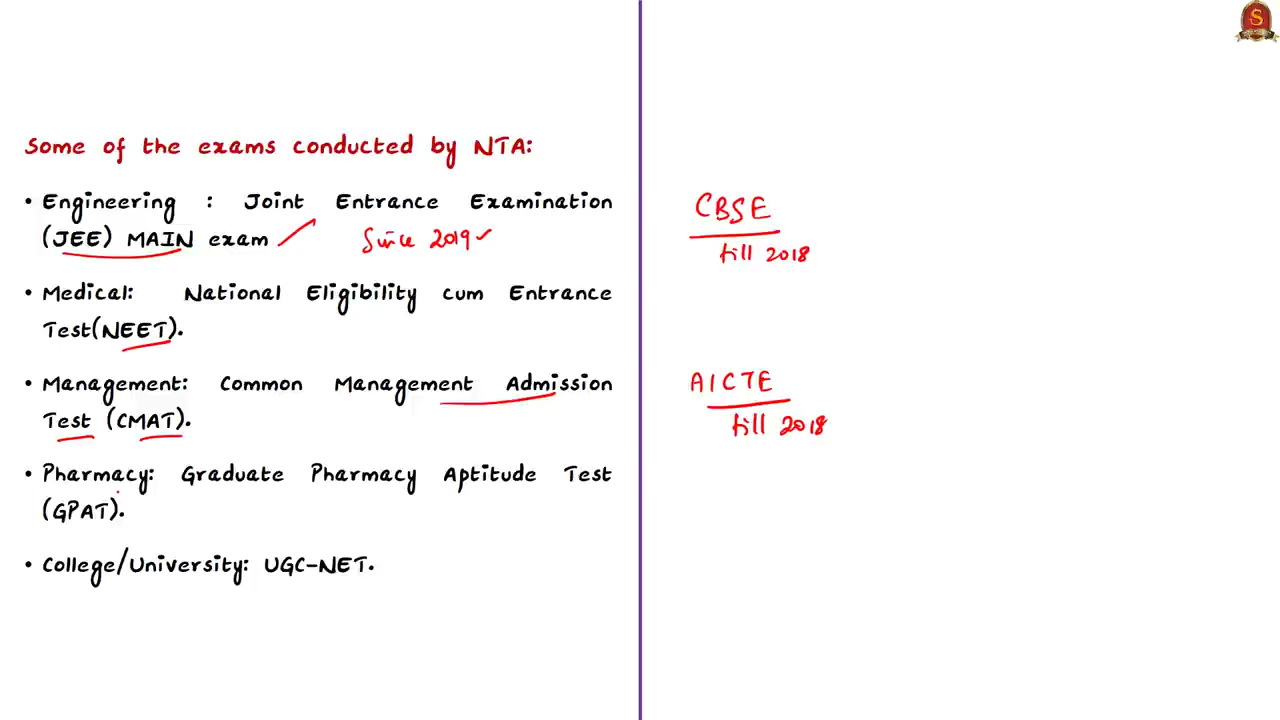 Some of the exams conducted by NTA:
• Engineering : Joint Entrance Examination
(JEE) MAIN exam
Since 2019
• Medical: National Eligibility cum Entrance
Test(NEET).
• Management: Common Management Admission
Test (CMAT).
• Pharmacy: Graduate Pharmacy Aptitude Test
(GPAT).
• College/University: UGC-NET.
S
CBSE
till 2018
AICTE
till 2018